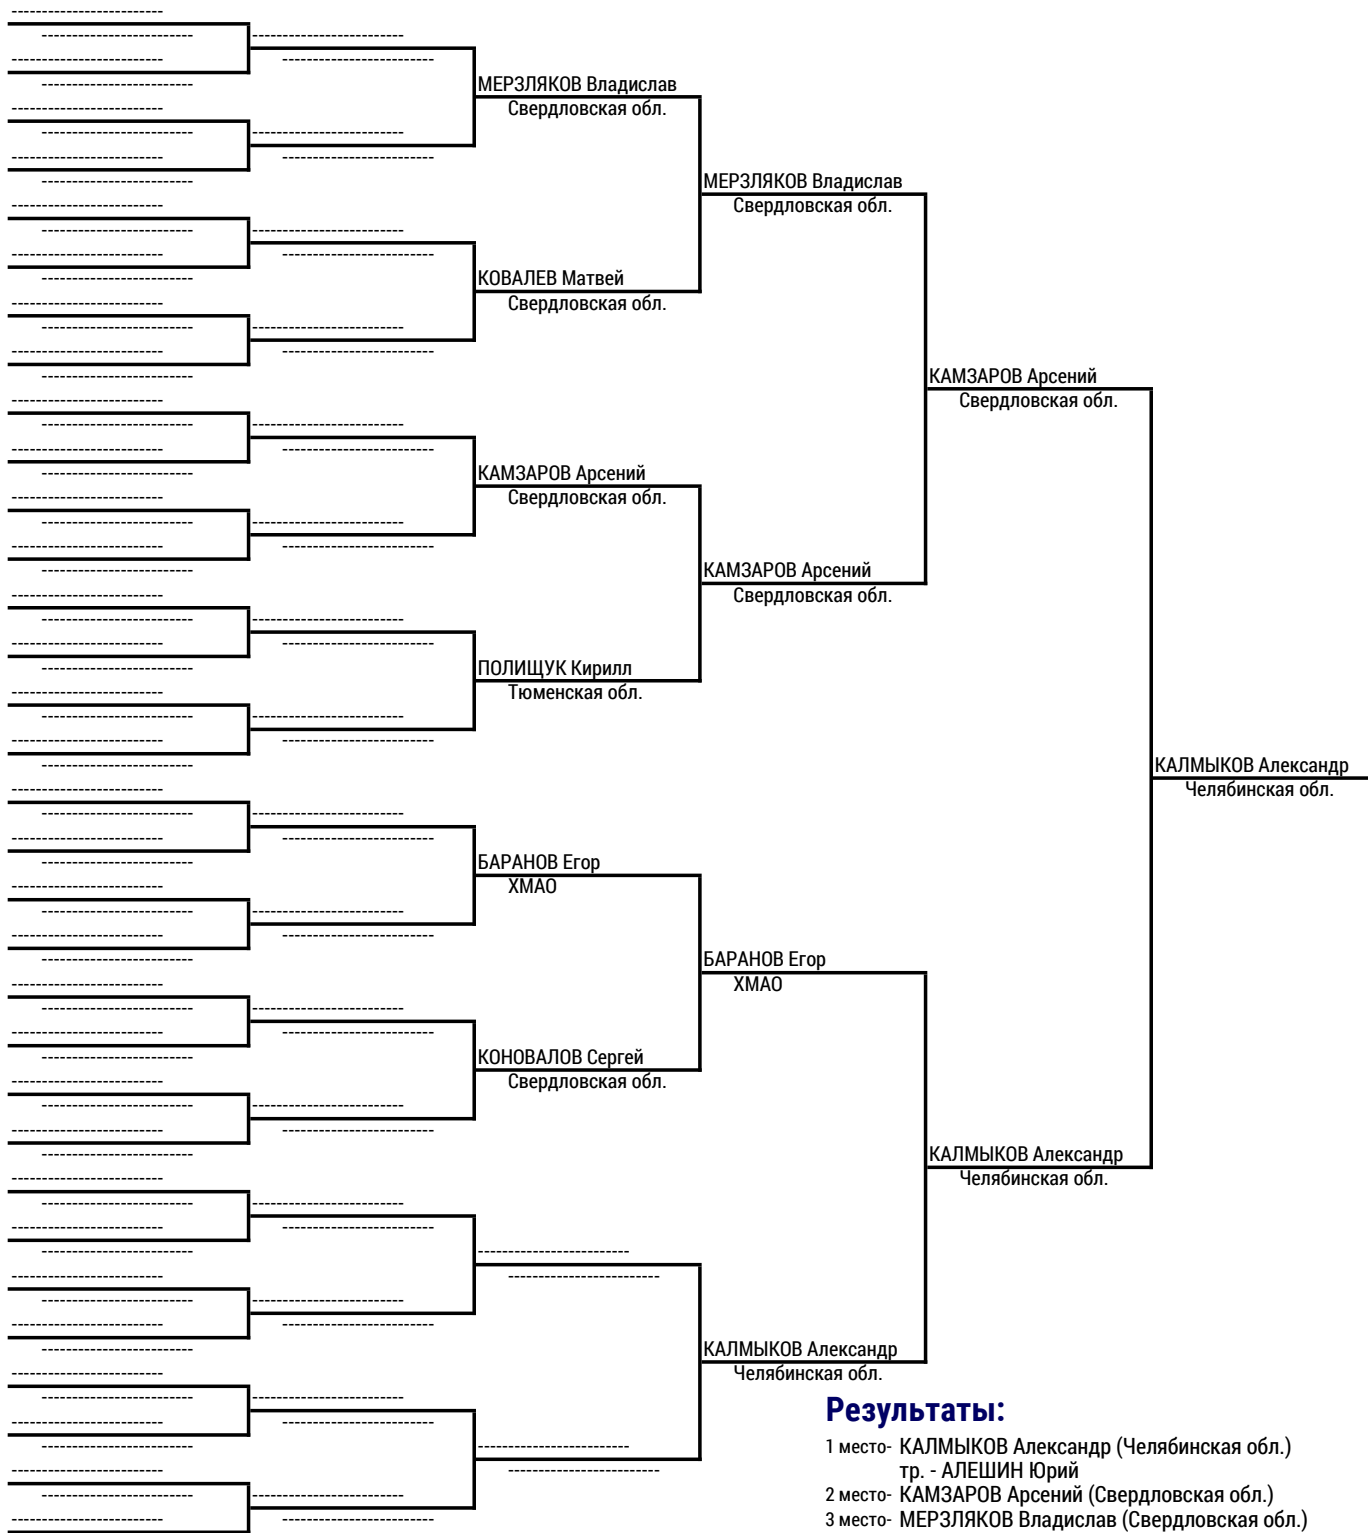 МЕРЗЛЯКОВ Владислав
Свердловская обл.
МЕРЗЛЯКОВ Владислав
Свердловская обл.
КОВАЛЕВ Матвей
Свердловская обл.
КАМЗАРОВ Арсений
Свердловская обл.
КАМЗАРОВ Арсений
Свердловская обл.
КАМЗАРОВ Арсений
Свердловская обл.
ПОЛИЩУК Кирилл
Тюменская обл.
КАЛМЫКОВ Александр
Челябинская обл.
БАРАНОВ Егор
ХМАО
БАРАНОВ Егор
ХМАО
КОНОВАЛОВ Сергей
Свердловская обл.
КАЛМЫКОВ Александр
Челябинская обл.
КАЛМЫКОВ Александр
Челябинская обл.
Результаты:
1 место- КАЛМЫКОВ Александр (Челябинская обл.)
тр. - АЛЕШИН Юрий
2 место- КАМЗАРОВ Арсений (Свердловская обл.)
3 место- МЕРЗЛЯКОВ Владислав (Свердловская обл.)